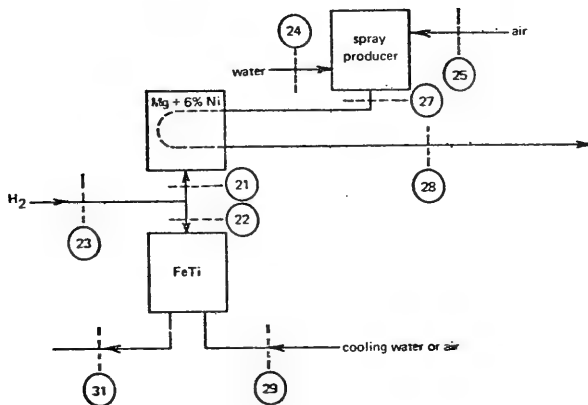 24
spray
producer
air
water
25
Mg + 6% Ni
27
21
28
H2
22
23
FeTi
cooling water or air
31
29